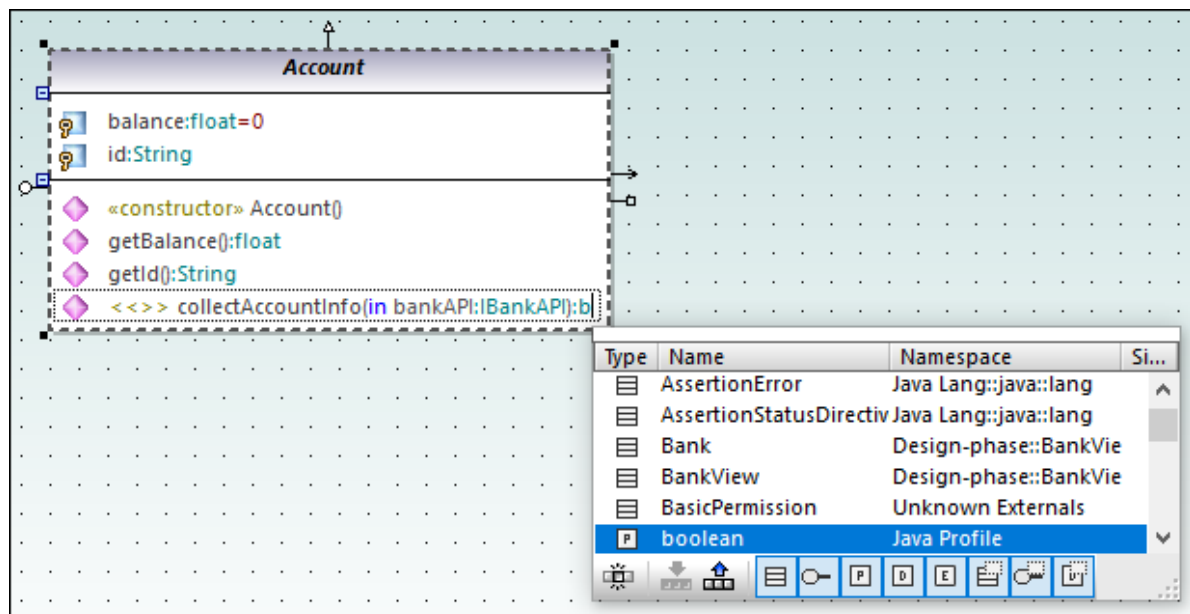 Account
balance:float=0
id:String
«constructor» Account()
getBalance():float
getId():String
<<>> collectAccountInfo(in bankAPI:IBankAPI):b
Type Name Namespace Si...
AssertionError Java Lang::java::lang
AssertionStatusDirectiv Java Lang::java::lang
Bank Design-phase::BankVie
BankView Design-phase::BankVie
BasicPermission Unknown Externals
P boolean Java Profile
P D E